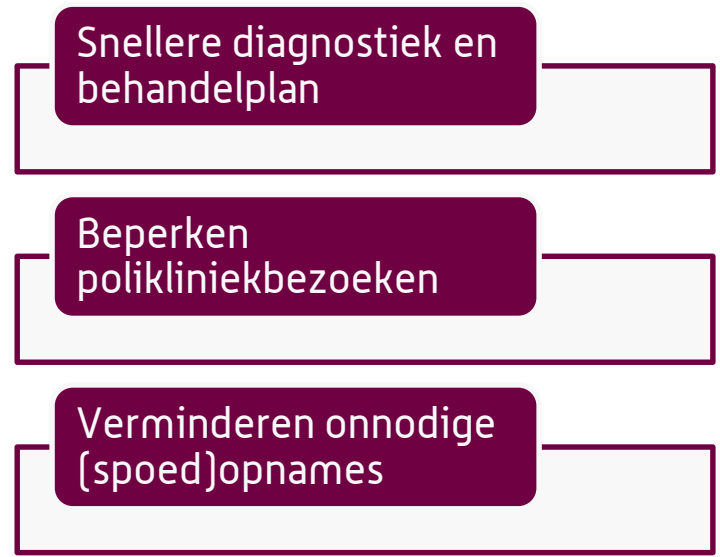 Snellere diagnostiek en
behandelplan
Beperken
polikliniekbezoeken
Verminderen onnodige
(spoed)opnames